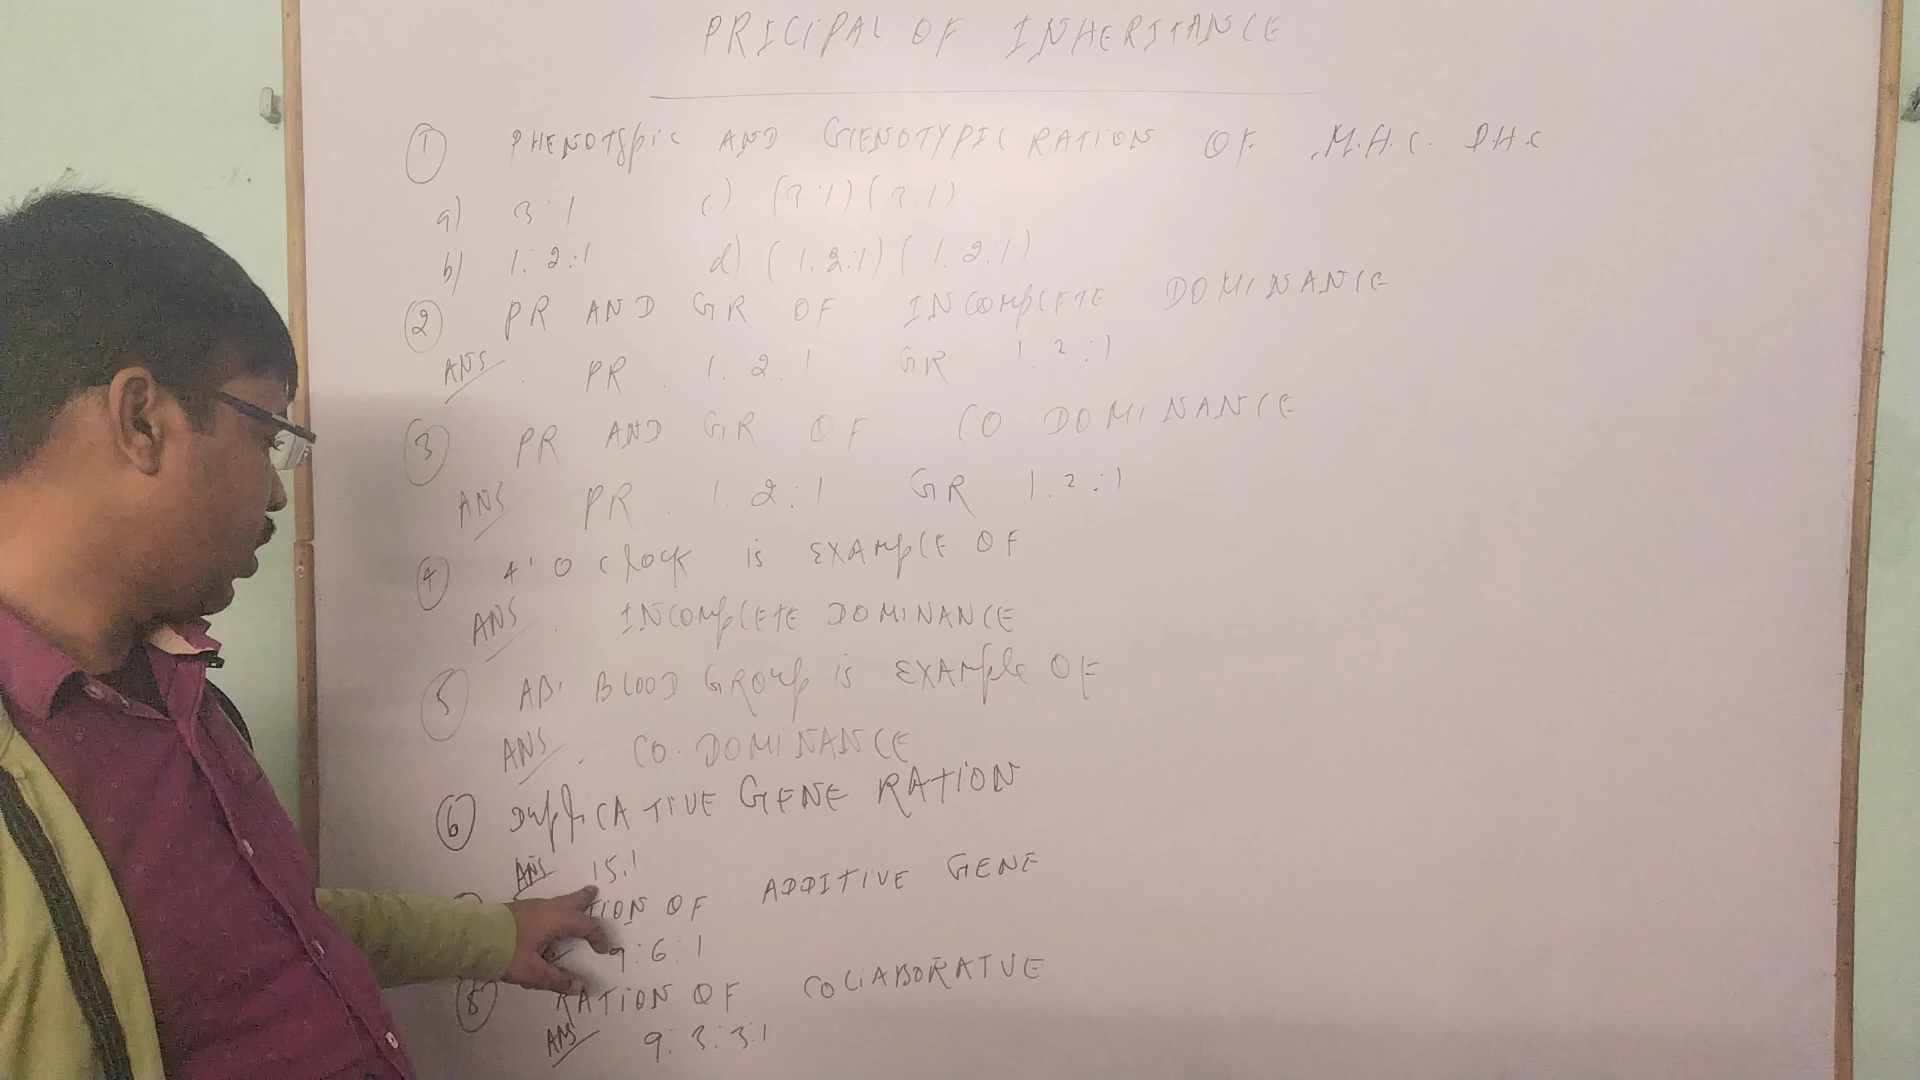 PRICIPAL OF INHERITANCE
① PHENOTYPIC AND GENOTYPIC RATION OF M.H.C. D.H.C
a) 3:1 c) (3:1) (3:1)
b) 1:2:1 d) (1:2:1) (1:2:1)
② PR AND GR OF INCOMPLETE DOMINANCE
ANS. PR. 1:2:1 GR 1:2:1
③ PR AND GR OF CO DOMINANCE
ANS PR. 1:2:1 GR 1:2:1
④ 4'O Clock is EXAMPLE OF
ANS. INCOMPLETE DOMINANCE
5 AB' BLOOD GROUP is EXAMPLE OF
ANS. CO-DOMINANCE
⑥ DUPLICATIVE GENE RATION
ANS 15:1
TION OF ADDITIVE GENE
9:6:1
⑧ RATION OF COLLABORATVE
ANS 9:3:3:1